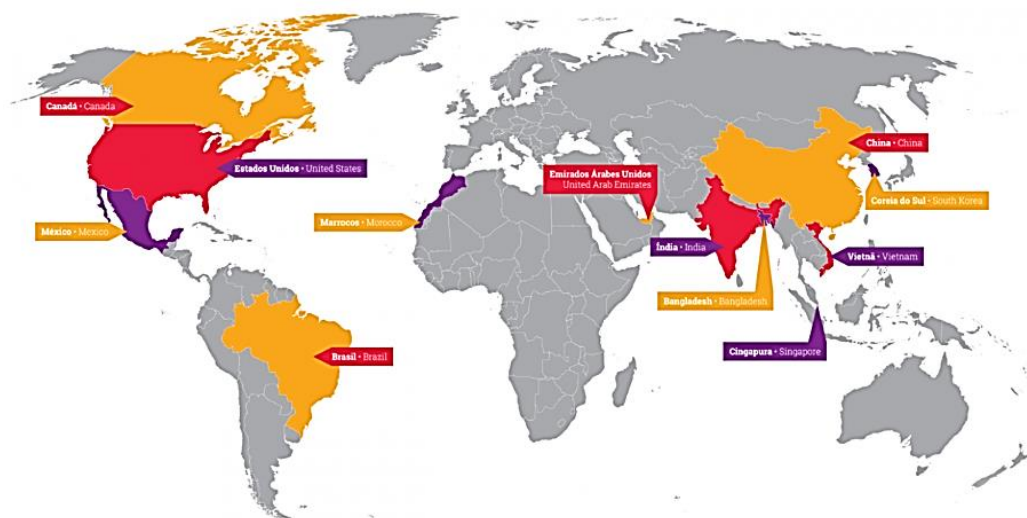 Canadá • Canada
Estados Unidos • United States
México • Mexico
Marrocos • Morocco
Emirados Árabes Unidos
United Arab Emirates
China • China
Coreia do Sul • South Korea
Índia • India
Vietnã • Vietnam
Bangladesh • Bangladesh
Cingapura • Singapore
Brasil • Brazil